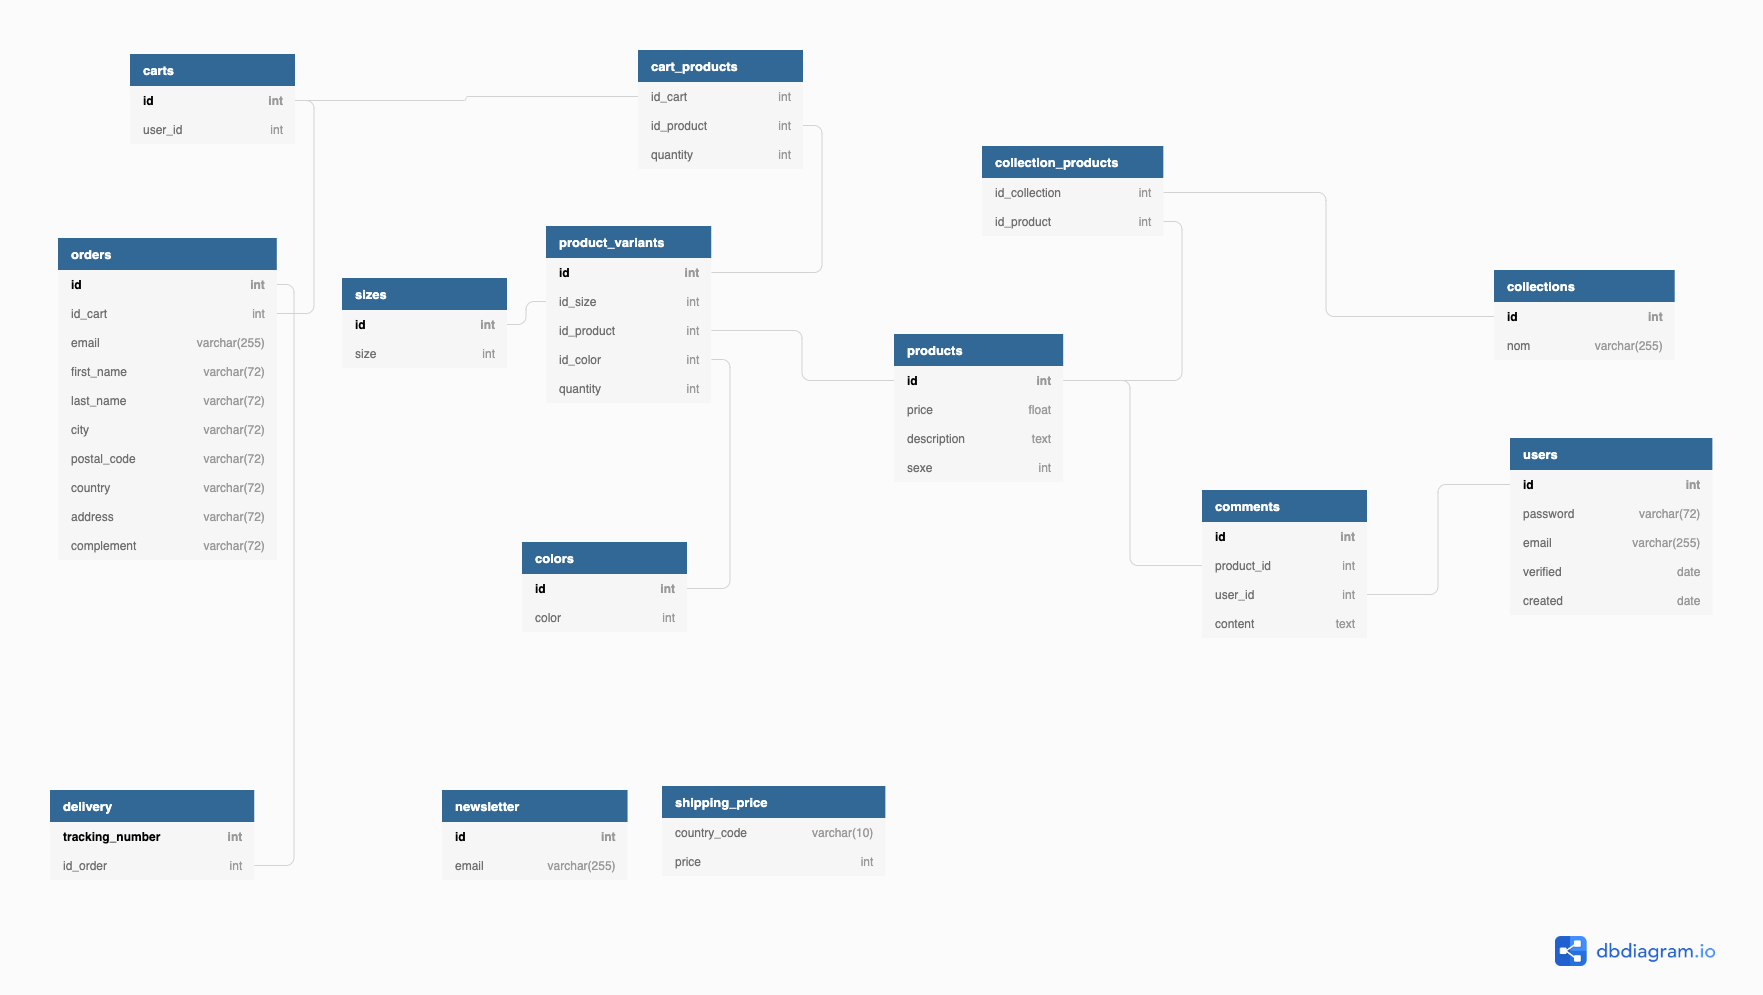 carts
id int
user_id int
cart_products
id_cart int
id_product int
quantity int
collection_products
id_collection int
id_product int
orders
id int
id_cart int
email varchar(255)
first_name varchar(72)
last_name varchar(72)
city varchar(72)
postal_code varchar(72)
country varchar(72)
address varchar(72)
complement varchar(72)
sizes
id int
size int
product_variants
id int
id_size int
id_product int
id_color int
quantity int
products
id int
price float
description text
sexe int
collections
id int
nom varchar(255)
users
id int
password varchar(72)
email varchar(255)
verified date
created date
comments
id int
product_id int
user_id int
content text
colors
id int
color int
delivery
tracking_number int
id_order int
newsletter
id int
email varchar(255)
shipping_price
country_code varchar(10)
price int
dbdiagram.io